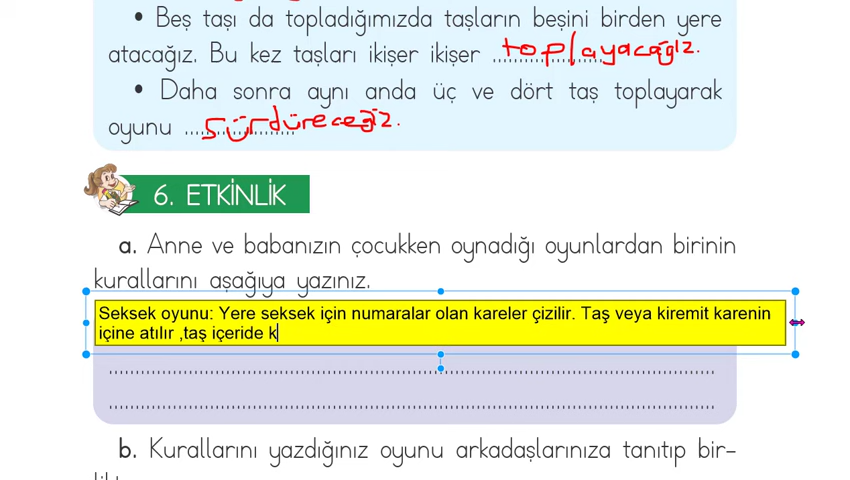 • Beş taşı da topladığımızda taşların beşini birden yere
atacağız. Bu kez taşları ikişer ikişer toplayacağız.
• Daha sonra aynı anda üç ve dört taş toplayarak
oyunu sürdüreceğiz.
6. ETKİNLİK
a. Anne ve babanızın çocukken oynadığı oyunlardan birinin
kurallarını aşağıya yazınız.
Seksek oyunu: Yere seksek için numaralar olan kareler çizilir. Taş veya kiremit karenin
içine atılır ,taş içeride k
b. Kurallarını yazdığınız oyunu arkadaşlarınıza tanıtıp bir-